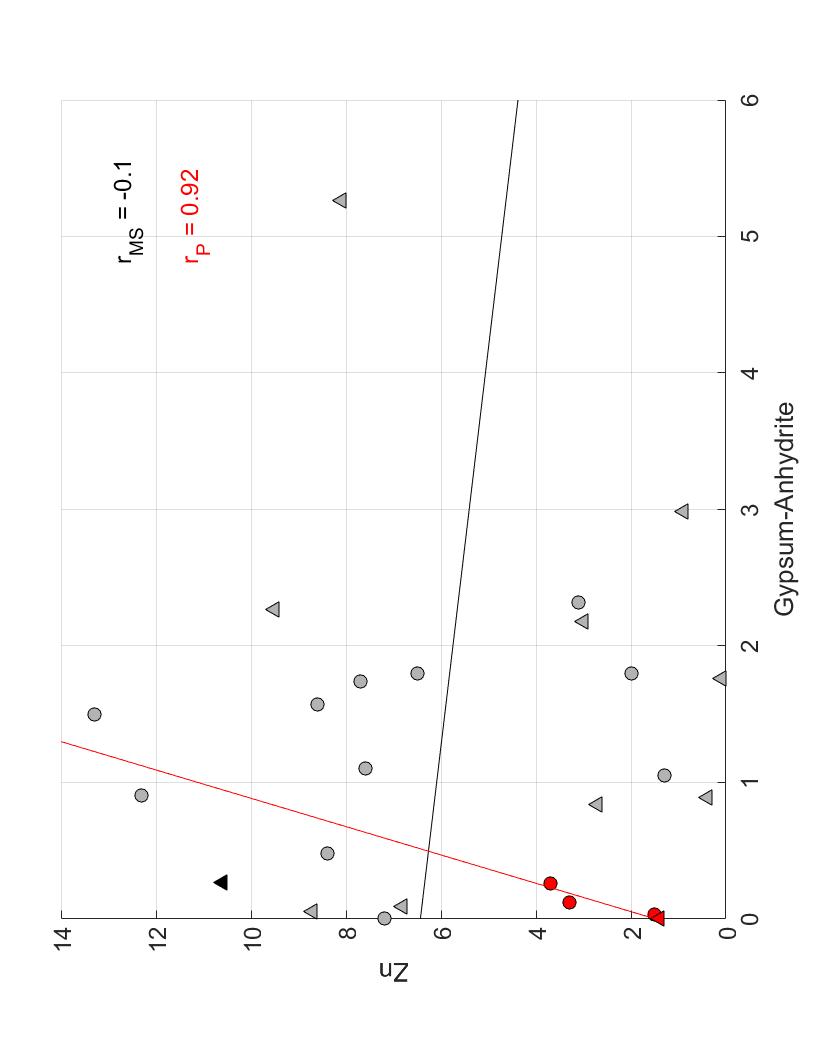 14
12
10
8
6
4
2
0
Zn
r_MS = -0.1
r_P = 0.92
0 1 2 3 4 5 6
Gypsum-Anhydrite